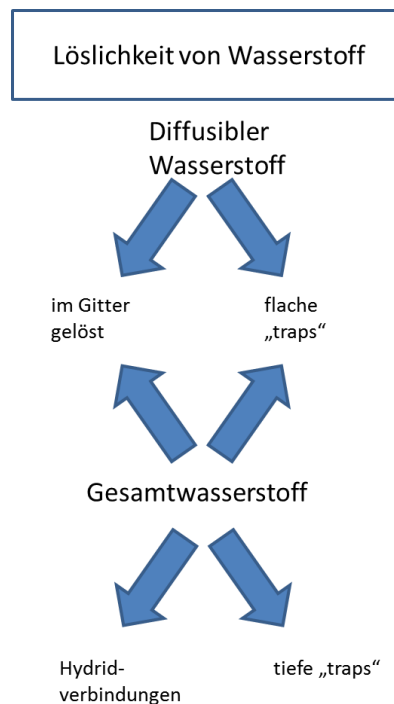 Löslichkeit von Wasserstoff
Diffusibler
Wasserstoff
im Gitter
gelöst
flache
„traps“
Gesamtwasserstoff
Hydrid-
verbindungen
tiefe „traps“